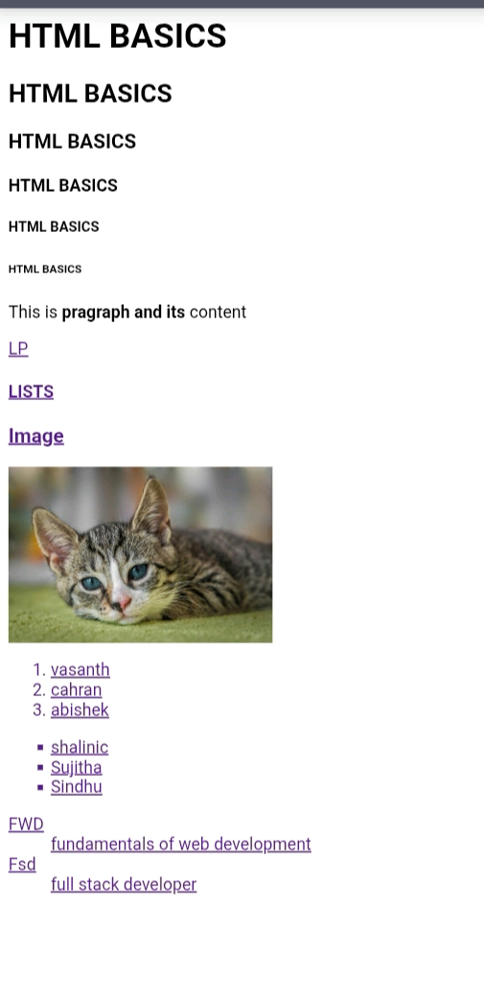 HTML BASICS
HTML BASICS
HTML BASICS
HTML BASICS
HTML BASICS
HTML BASICS
This is pragraph and its content
LP
LISTS
Image
1. vasanth
2. cahran
3. abishek
▪ shalinic
▪ Sujitha
▪ Sindhu
FWD
fundamentals of web development
Fsd
full stack developer